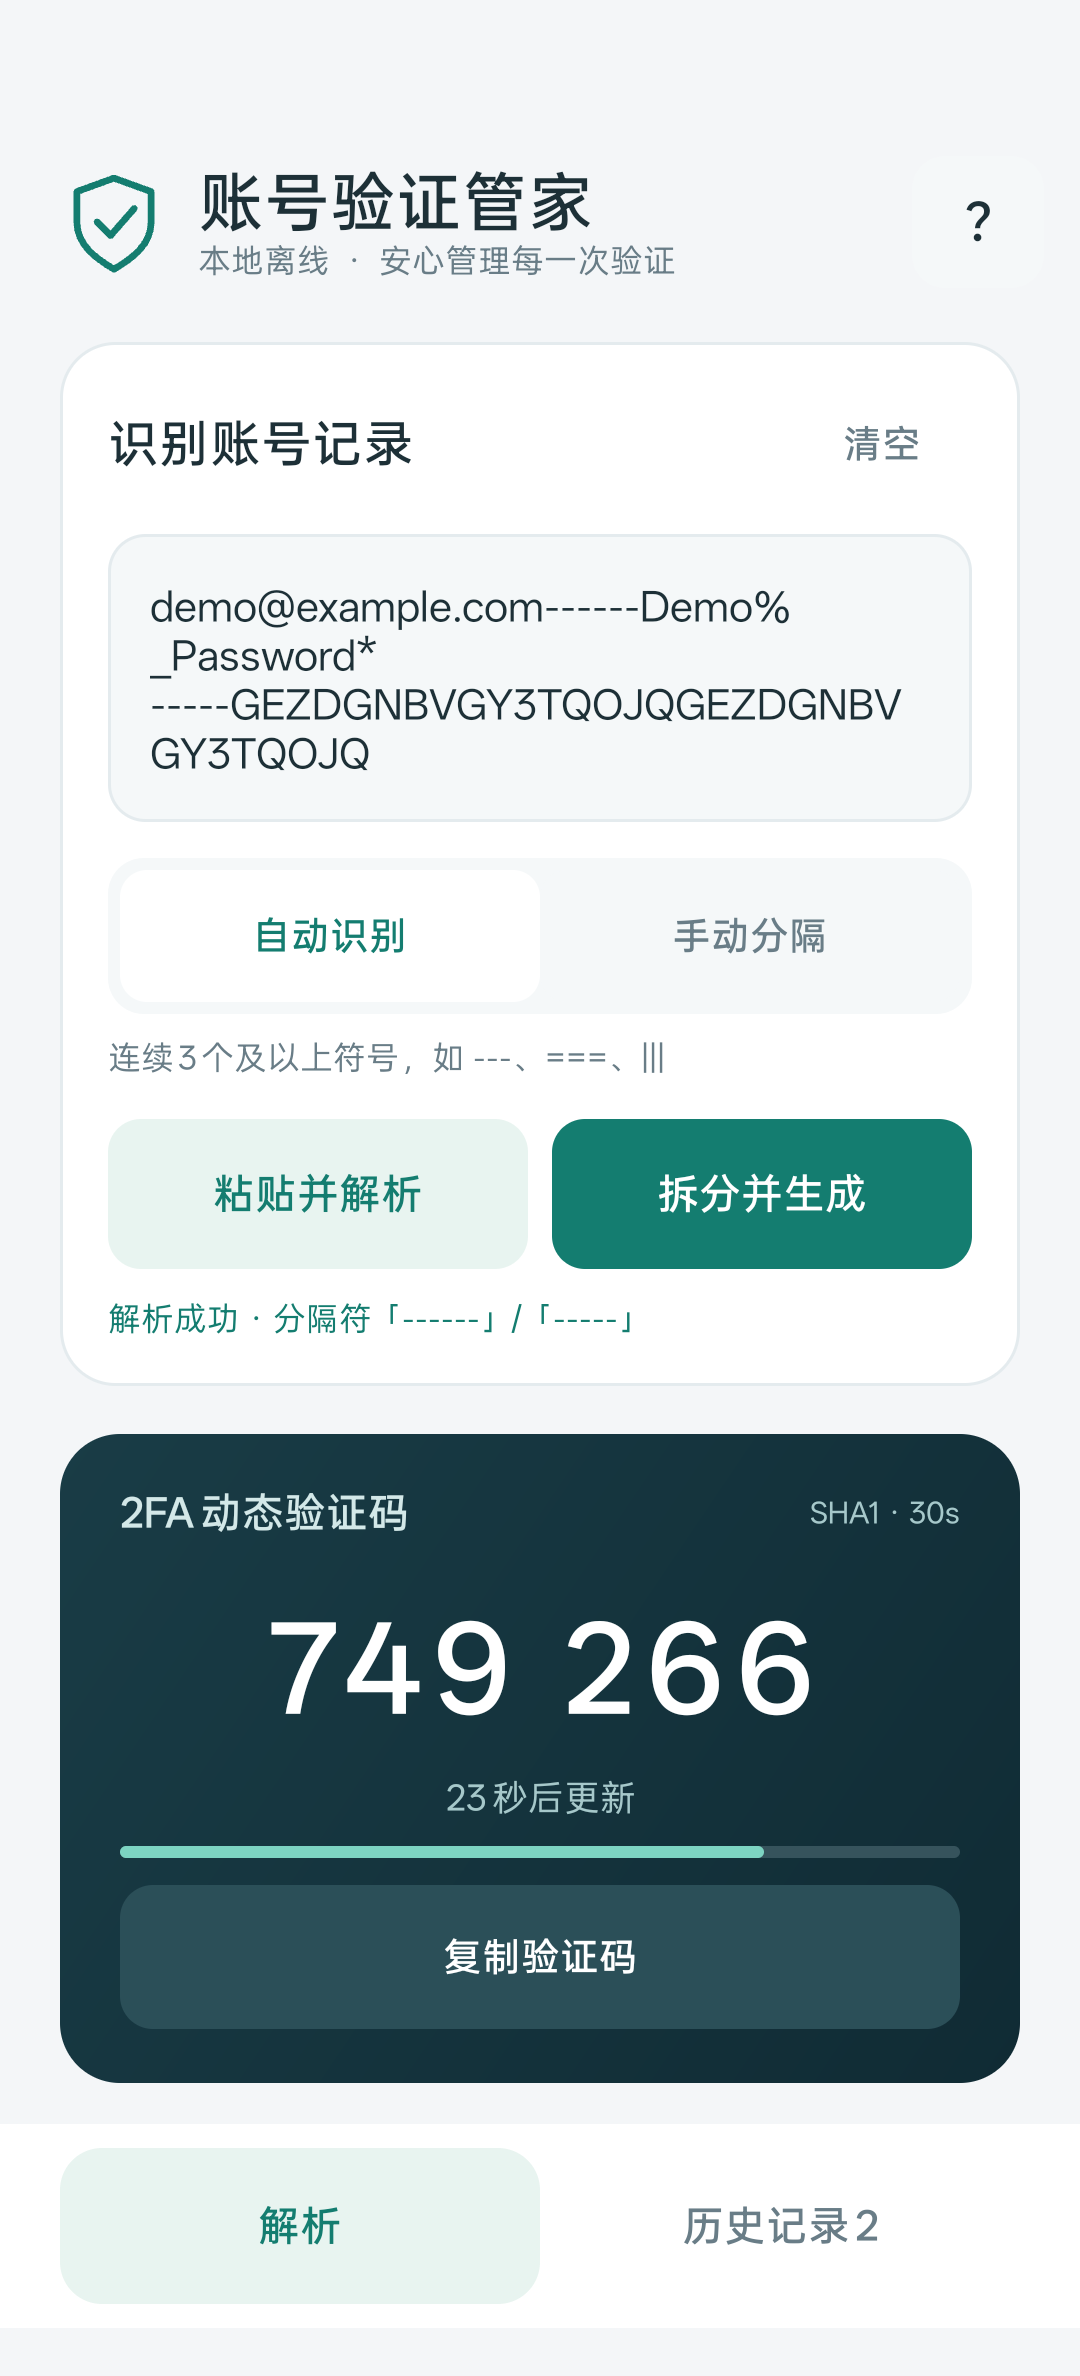 账号验证管家
本地离线 · 安心管理每一次验证
?
识别账号记录
清空
demo@example.com------Demo%
_Password*
-----GEZDGNBVGY3TQOJQGEZDGNBV
GY3TQOJQ
自动识别
手动分隔
连续 3 个及以上符号，如 ---、===、|||
粘贴并解析
拆分并生成
解析成功 · 分隔符「------」/「-----」
2FA 动态验证码
SHA1 · 30s
749 266
23 秒后更新
复制验证码
解析
历史记录 2